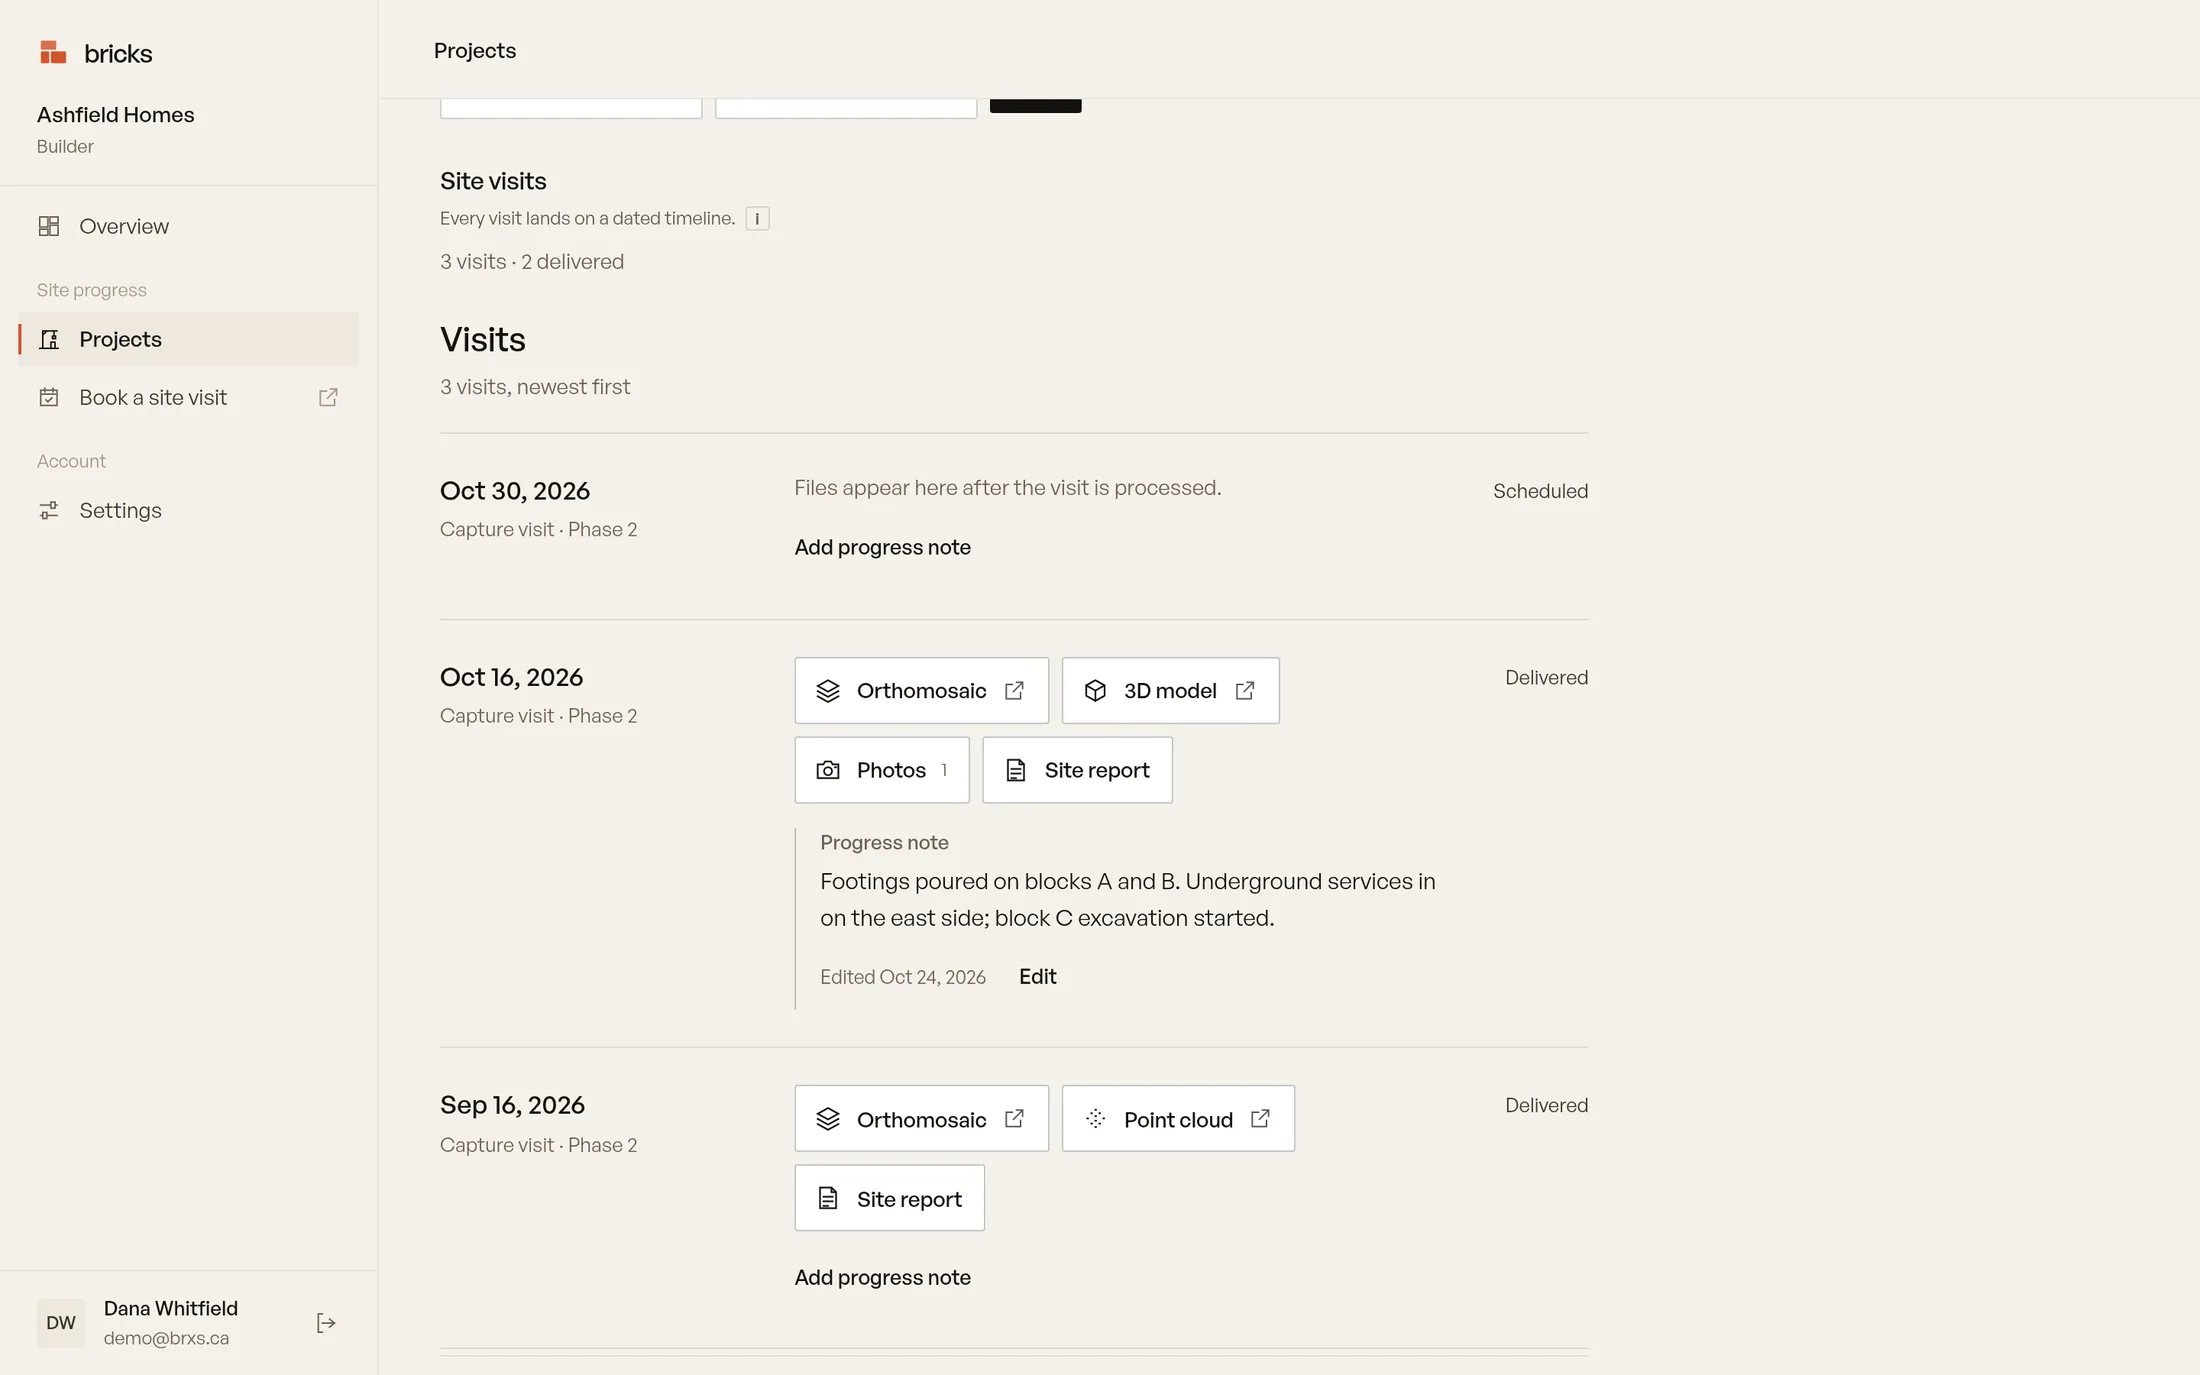 bricks
Ashfield Homes
Builder
Overview
Site progress
Projects
Book a site visit
Account
Settings
DW
Dana Whitfield
demo@brxs.ca
Projects
Site visits
Every visit lands on a dated timeline.
i
3 visits · 2 delivered
Visits
3 visits, newest first
Oct 30, 2026
Capture visit · Phase 2
Files appear here after the visit is processed.
Add progress note
Scheduled
Oct 16, 2026
Capture visit · Phase 2
Orthomosaic
3D model
Photos 1
Site report
Delivered
Progress note
Footings poured on blocks A and B. Underground services in
on the east side; block C excavation started.
Edited Oct 24, 2026
Edit
Sep 16, 2026
Capture visit · Phase 2
Orthomosaic
Point cloud
Site report
Add progress note
Delivered